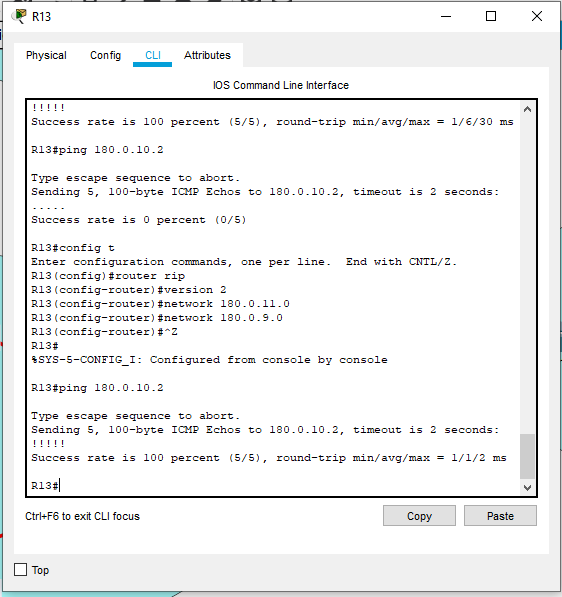 R13
Physical Config CLI Attributes
IOS Command Line Interface
!!!!!
Success rate is 100 percent (5/5), round-trip min/avg/max = 1/6/30 ms
R13#ping 180.0.10.2
Type escape sequence to abort.
Sending 5, 100-byte ICMP Echos to 180.0.10.2, timeout is 2 seconds:
.....
Success rate is 0 percent (0/5)
R13#config t
Enter configuration commands, one per line.  End with CNTL/Z.
R13(config)#router rip
R13(config-router)#version 2
R13(config-router)#network 180.0.11.0
R13(config-router)#network 180.0.9.0
R13(config-router)#^Z
R13#
%SYS-5-CONFIG_I: Configured from console by console
R13#ping 180.0.10.2
Type escape sequence to abort.
Sending 5, 100-byte ICMP Echos to 180.0.10.2, timeout is 2 seconds:
!!!!!
Success rate is 100 percent (5/5), round-trip min/avg/max = 1/1/2 ms
R13#
Ctrl+F6 to exit CLI focus
Copy Paste
Top